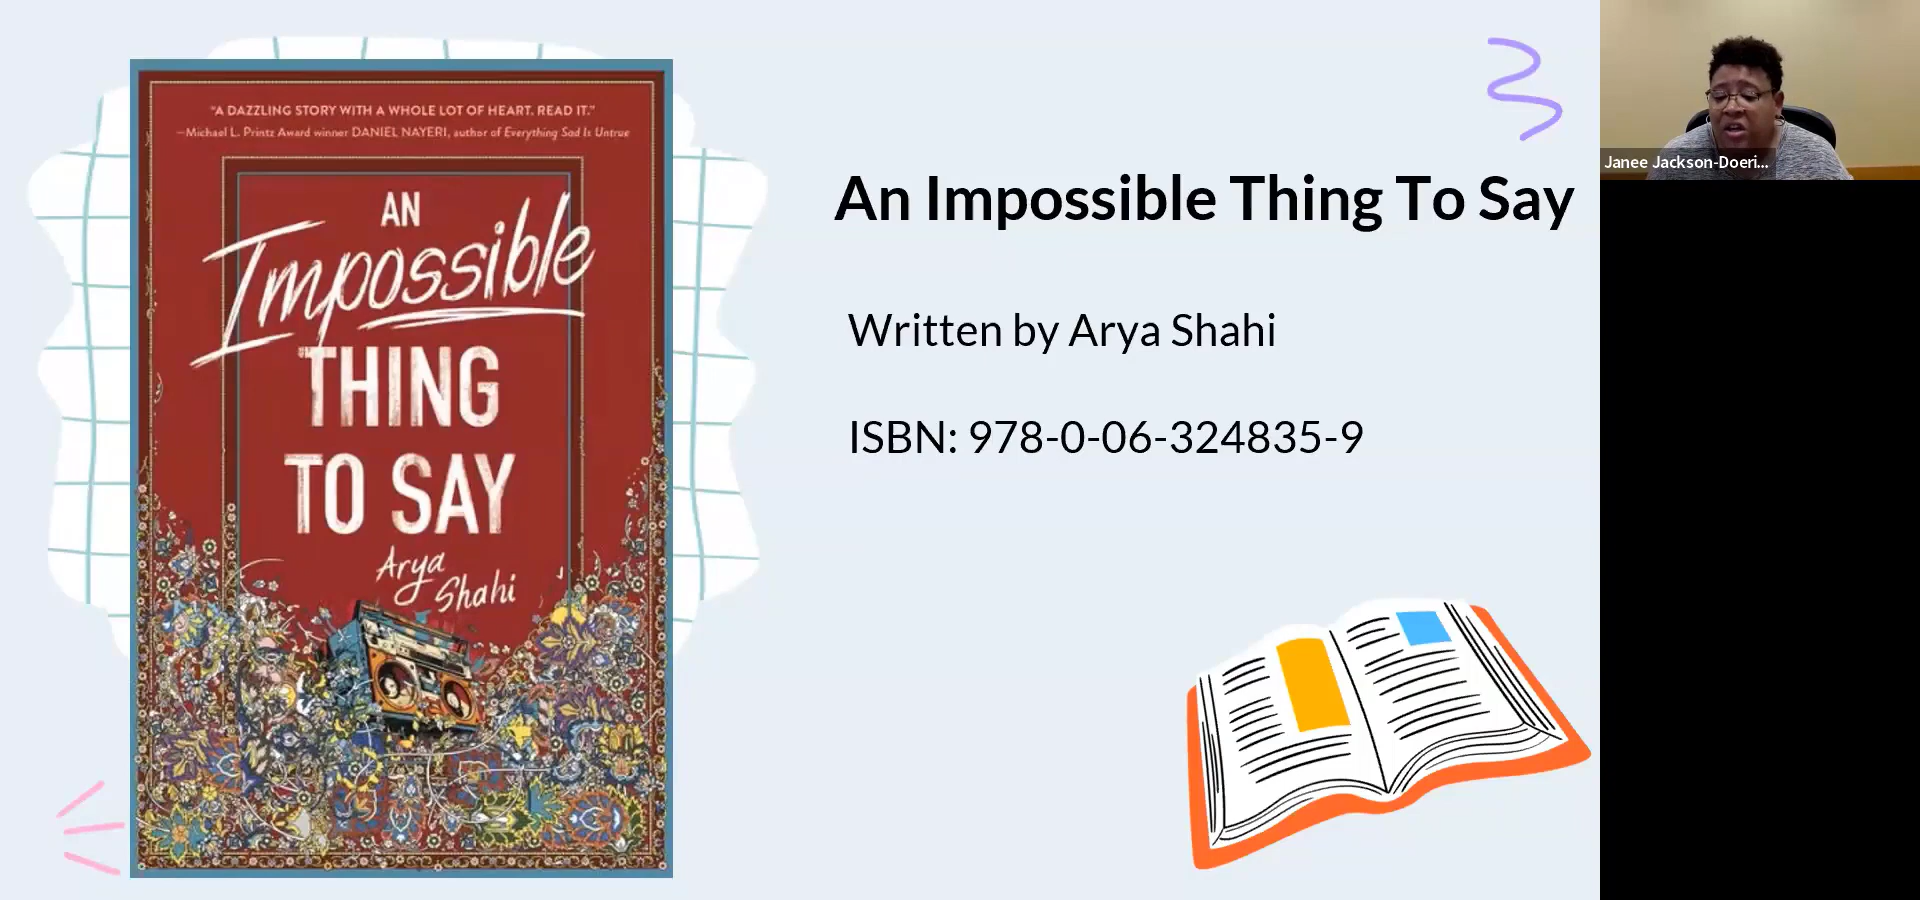 “A DAZZLING STORY WITH A WHOLE LOT OF HEART. READ IT.”
—Michael L. Printz Award winner DANIEL NAYERI, author of Everything Sad Is Untrue
AN
Impossible
THING
TO SAY
Arya
Shahi
An Impossible Thing To Say
Written by Arya Shahi
ISBN: 978-0-06-324835-9
Janee Jackson-Doeri...